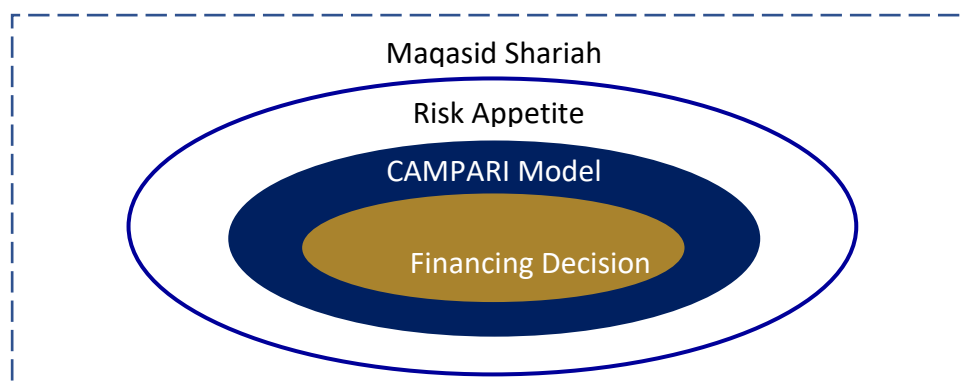 Maqasid Shariah
Risk Appetite
CAMPARI Model
Financing Decision